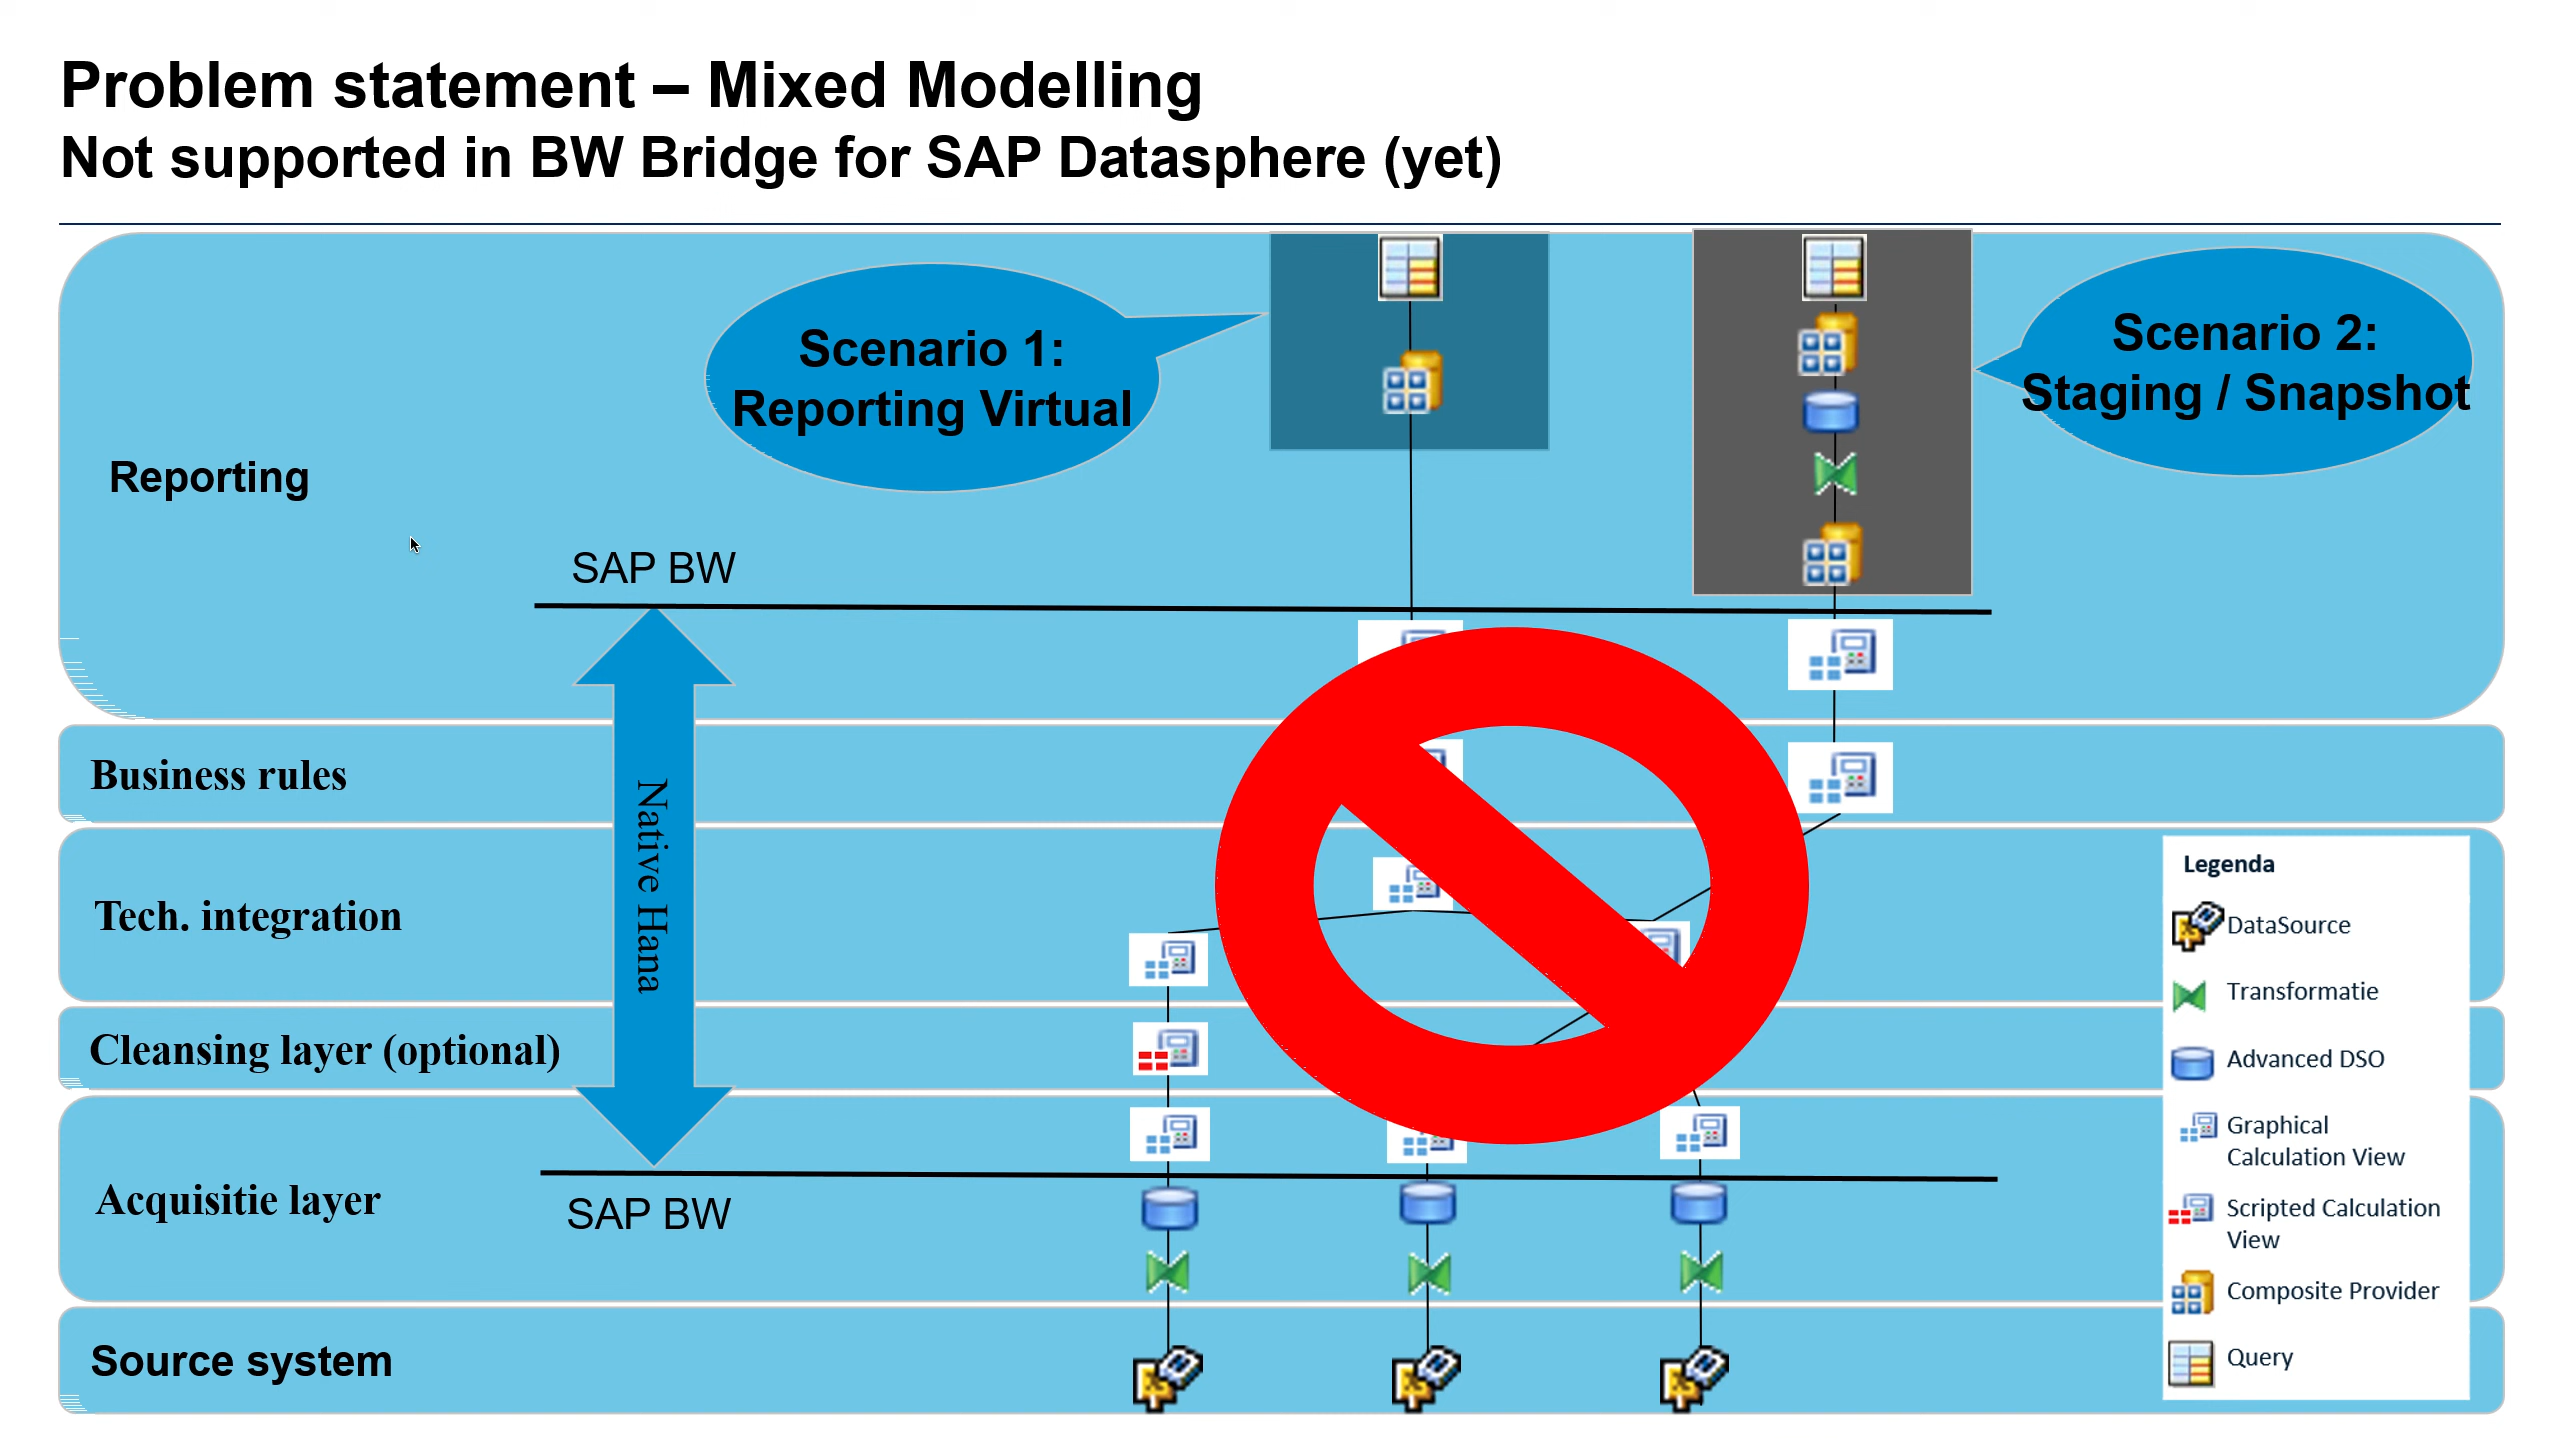 Problem statement – Mixed Modelling
Not supported in BW Bridge for SAP Datasphere (yet)
Scenario 1:
Reporting Virtual
Scenario 2:
Staging / Snapshot
Reporting
SAP BW
Native Hana
Business rules
Tech. integration
Cleansing layer (optional)
Acquisitie layer
SAP BW
Source system
Legenda
DataSource
Transformatie
Advanced DSO
Graphical
Calculation View
Scripted Calculation
View
Composite Provider
Query